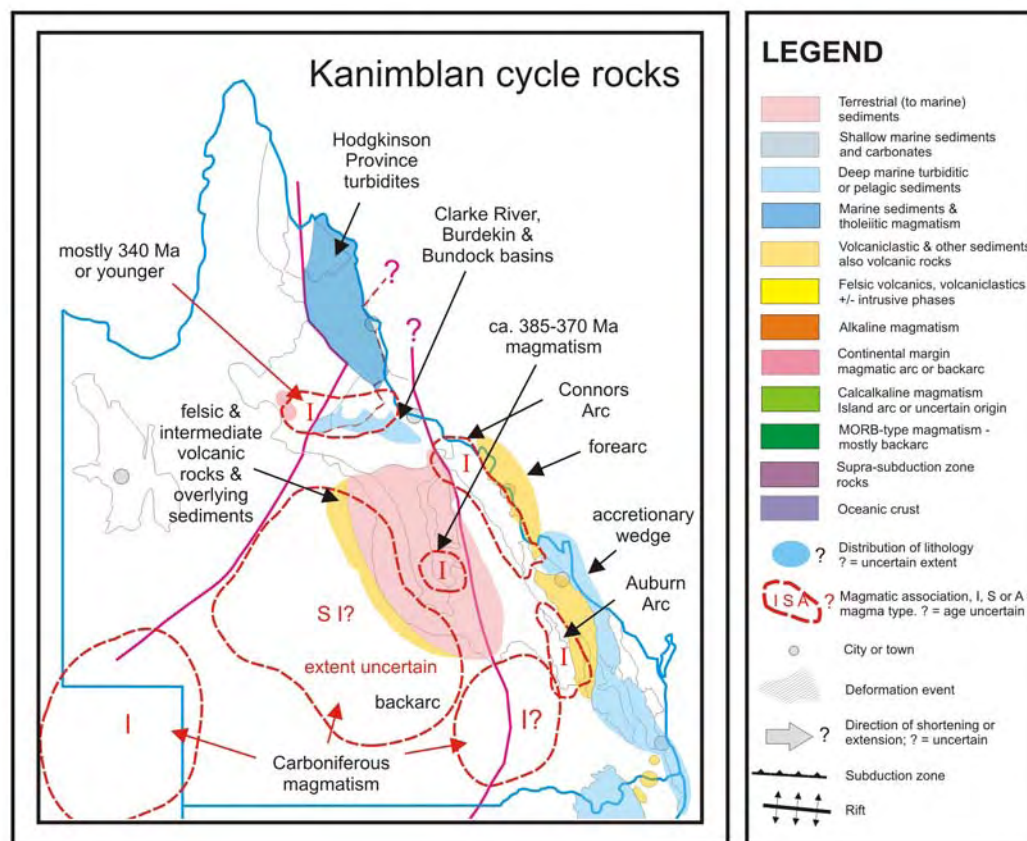 Kanimblan cycle rocks
Hodgkinson
Province
turbidites
Clarke River,
Burdekin &
Bundock basins
mostly 340 Ma
or younger
?
?
ca. 385-370 Ma
magmatism
Connors
Arc
I
felsic &
intermediate
volcanic
rocks &
overlying
sediments
I
forearc
accretionary
wedge
I
Auburn
Arc
S I?
I
extent uncertain
backarc
I
I?
Carboniferous
magmatism
LEGEND
Terrestrial (to marine)
sediments
Shallow marine sediments
and carbonates
Deep marine turbiditic
or pelagic sediments
Marine sediments &
tholeiitic magmatism
Volcaniclastic & other sediments
also volcanic rocks
Felsic volcanics, volcaniclastics
+/- intrusive phases
Alkaline magmatism
Continental margin
magmatic arc or backarc
Calcalkaline magmatism
Island arc or uncertain origin
MORB-type magmatism -
mostly backarc
Supra-subduction zone
rocks
Oceanic crust
? Distribution of lithology
? = uncertain extent
I S A ? Magmatic association, I, S or A
magma type. ? = age uncertain
City or town
Deformation event
? Direction of shortening or
extension; ? = uncertain
Subduction zone
Rift